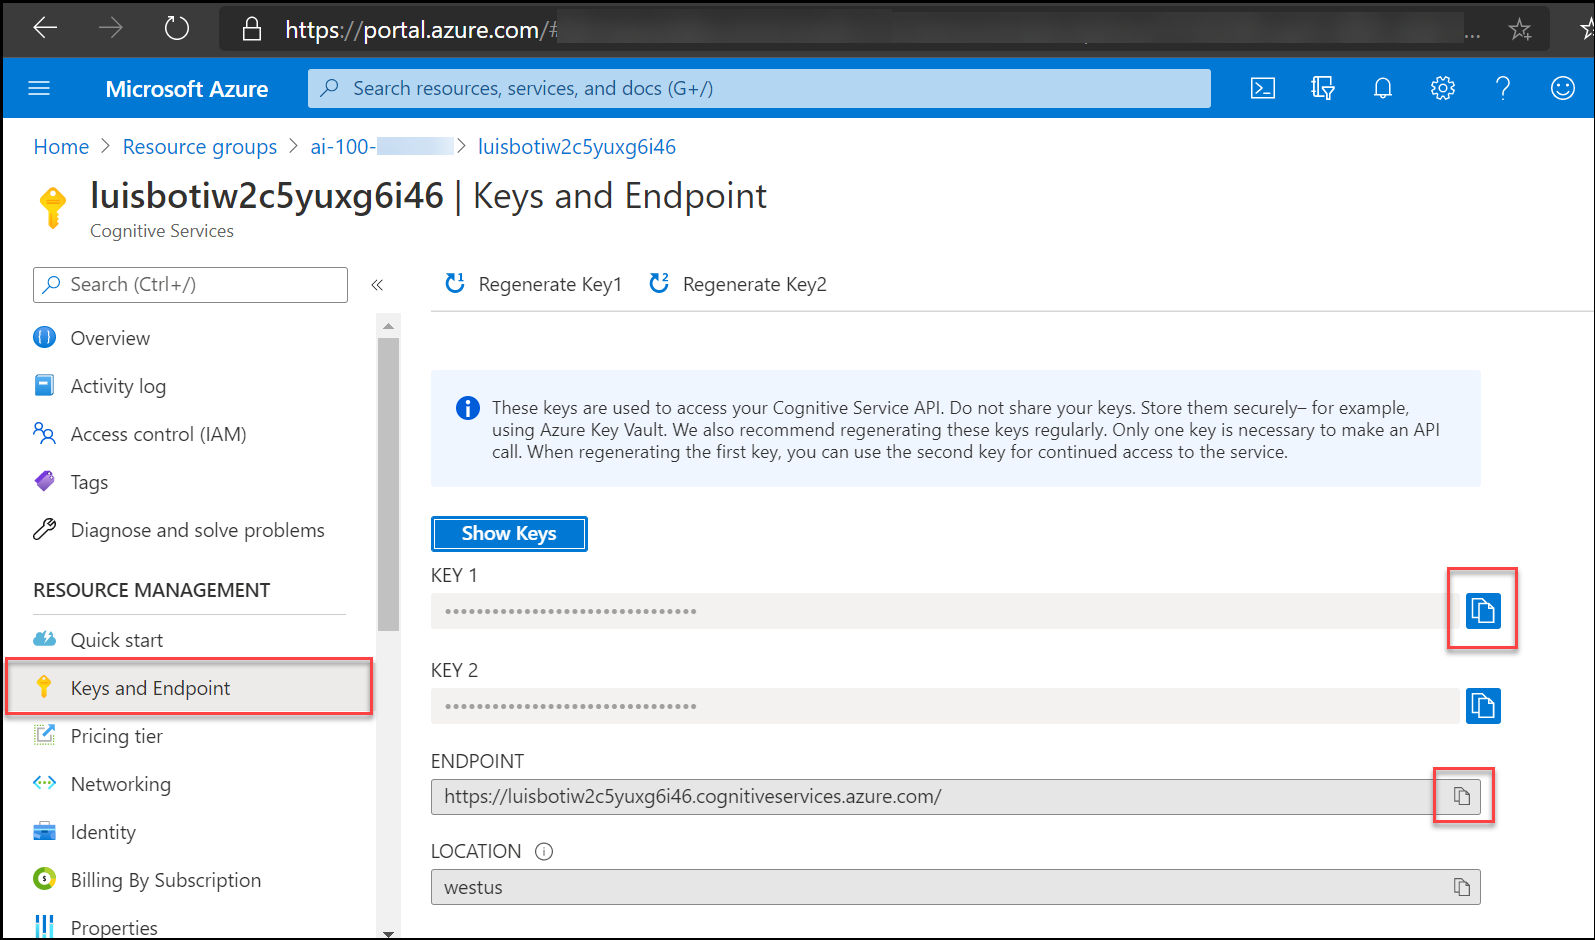 https://portal.azure.com/#
...
Microsoft Azure
Search resources, services, and docs (G+/)
Home > Resource groups > ai-100- > luisbotiw2c5yuxg6i46
luisbotiw2c5yuxg6i46 | Keys and Endpoint
Cognitive Services
Search (Ctrl+/)
«
1 Regenerate Key1
2 Regenerate Key2
Overview
Activity log
Access control (IAM)
Tags
Diagnose and solve problems
RESOURCE MANAGEMENT
Quick start
Keys and Endpoint
Pricing tier
Networking
Identity
Billing By Subscription
Properties
These keys are used to access your Cognitive Service API. Do not share your keys. Store them securely– for example,
using Azure Key Vault. We also recommend regenerating these keys regularly. Only one key is necessary to make an API
call. When regenerating the first key, you can use the second key for continued access to the service.
Show Keys
KEY 1
••••••••••••••••••••••••••••••••
KEY 2
••••••••••••••••••••••••••••••••
ENDPOINT
https://luisbotiw2c5yuxg6i46.cognitiveservices.azure.com/
LOCATION
westus